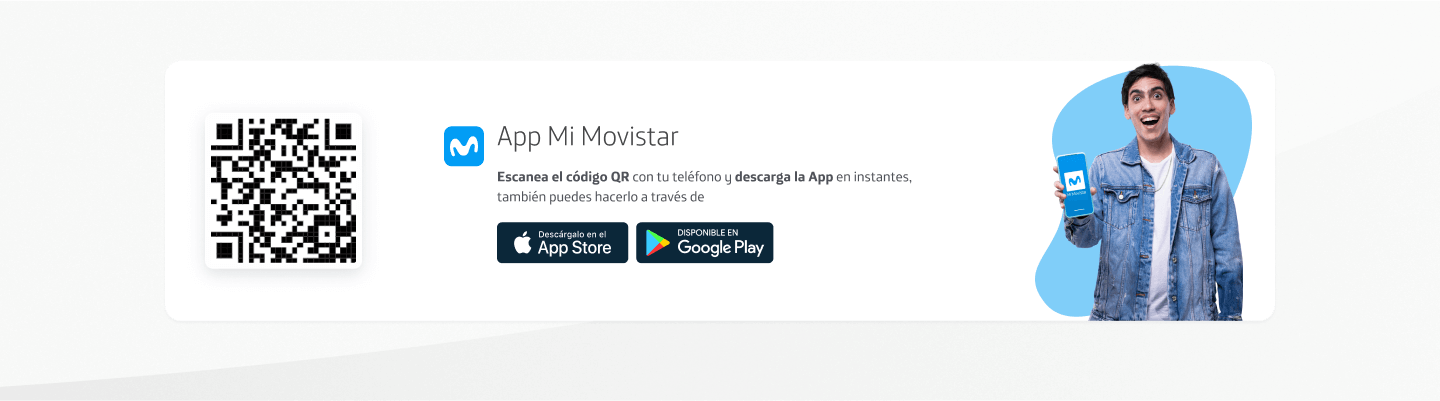 App Mi Movistar
Escanea el código QR con tu teléfono y descarga la App en instantes,
también puedes hacerlo a través de
Descárgalo en el
App Store
DISPONIBLE EN
Google Play